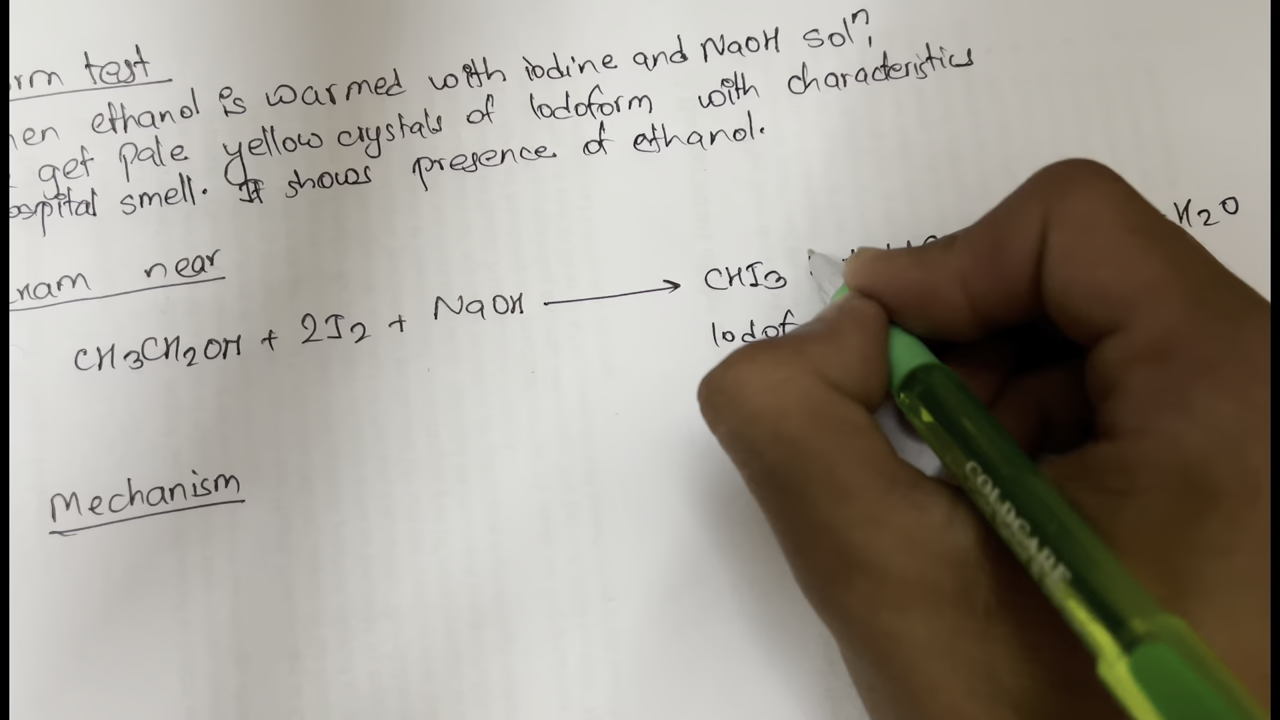 rm test
hen ethanol is warmed with iodine and NaOH solⁿ,
get pale yellow crystals of Iodoform with characteristics
ospital smell. It shows presence of ethanol.
ram near
CH3CH2OH + 2I2 + NaOH ⟶ CHI3 H2O
Iodof
Mechanism